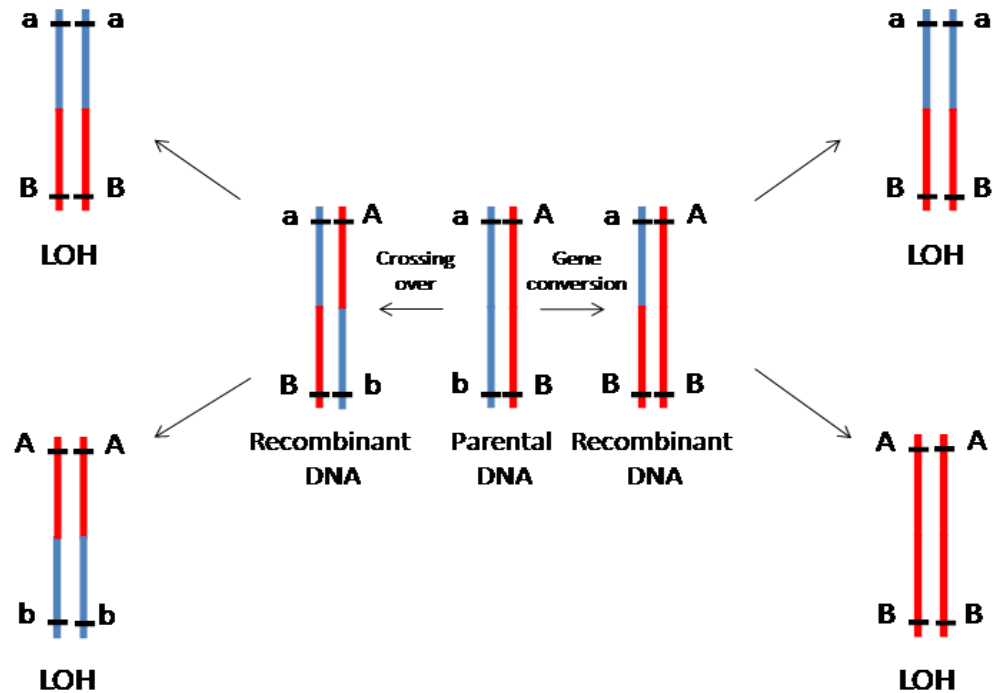 a a
B B
LOH
a a
B B
LOH
a A
Crossing
over
B b
Recombinant
DNA
a A
b B
Parental
DNA
Gene
conversion
a A
B B
Recombinant
DNA
A A
b b
LOH
A A
B B
LOH